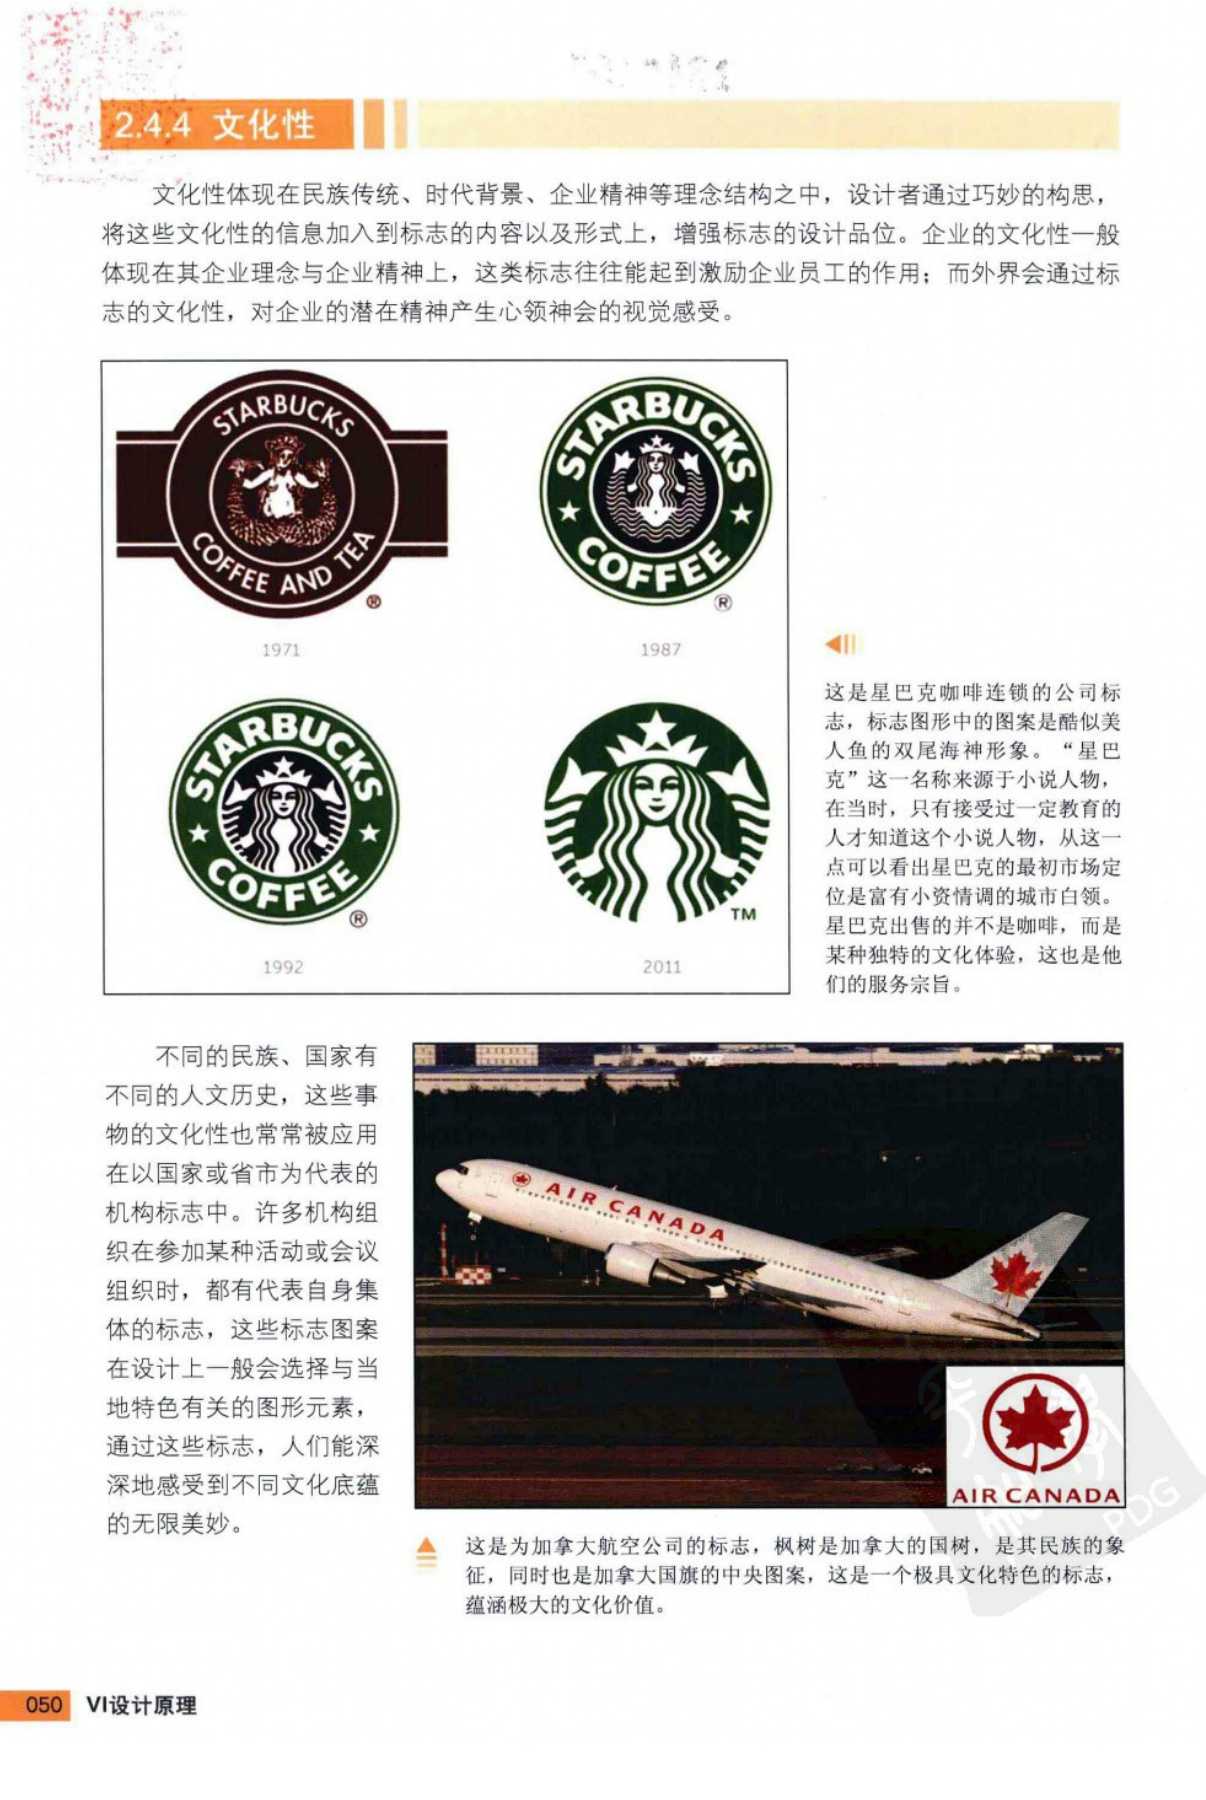 2.4.4 文化性
文化性体现在民族传统、时代背景、企业精神等理念结构之中，设计者通过巧妙的构思，
将这些文化性的信息加入到标志的内容以及形式上，增强标志的设计品位。企业的文化性一般
体现在其企业理念与企业精神上，这类标志往往能起到激励企业员工的作用；而外界会通过标
志的文化性，对企业的潜在精神产生心领神会的视觉感受。
STARBUCKS
COFFEE AND TEA
®
1971
STARBUCKS
COFFEE
®
1987
STARBUCKS
COFFEE
®
1992
TM
2011
这是星巴克咖啡连锁的公司标
志，标志图形中的图案是酷似美
人鱼的双尾海神形象。“星巴
克”这一名称来源于小说人物，
在当时，只有接受过一定教育的
人才知道这个小说人物，从这一
点可以看出星巴克的最初市场定
位是富有小资情调的城市白领。
星巴克出售的并不是咖啡，而是
某种独特的文化体验，这也是他
们的服务宗旨。
不同的民族、国家有
不同的人文历史，这些事
物的文化性也常常被应用
在以国家或省市为代表的
机构标志中。许多机构组
织在参加某种活动或会议
组织时，都有代表自身集
体的标志，这些标志图案
在设计上一般会选择与当
地特色有关的图形元素，
通过这些标志，人们能深
深地感受到不同文化底蕴
的无限美妙。
AIR CANADA
AIR CANADA
PDG
这是为加拿大航空公司的标志，枫树是加拿大的国树，是其民族的象
征，同时也是加拿大国旗的中央图案，这是一个极具文化特色的标志，
蕴涵极大的文化价值。
050 VI设计原理